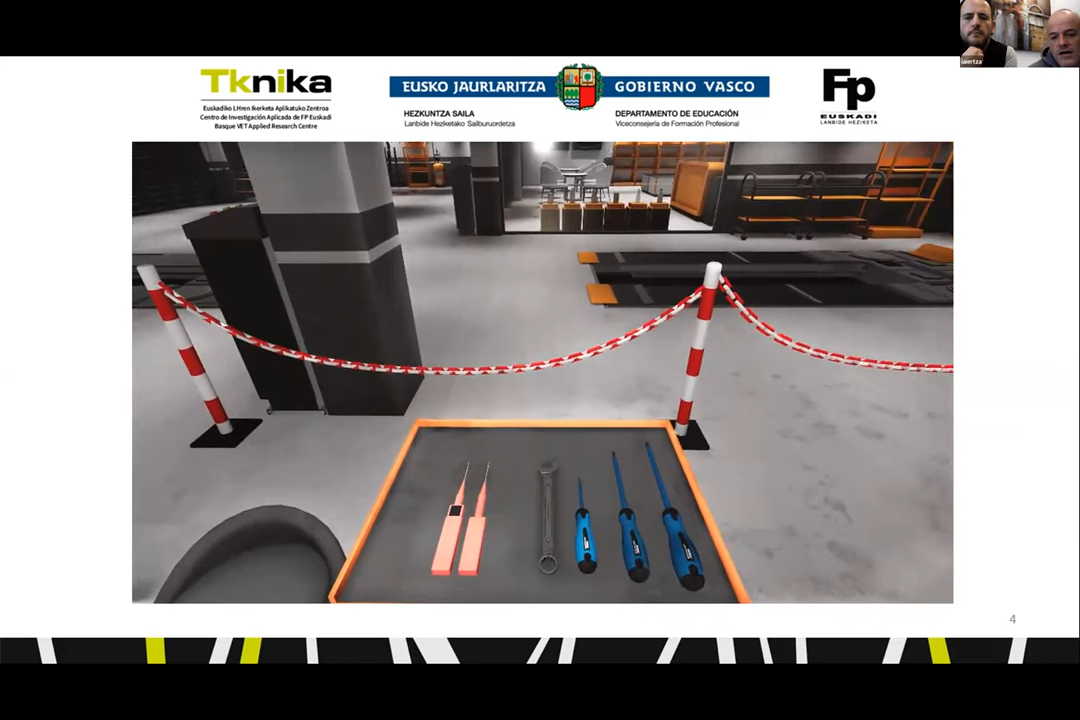 Tknika
Euskadiko LHren Ikerketa Aplikatuko Zentroa
Centro de Investigación Aplicada de FP Euskadi
Basque VET Applied Research Centre
EUSKO JAURLARITZA
GOBIERNO VASCO
HEZKUNTZA SAILA
Lanbide Heziketako Sailburuordetza
DEPARTAMENTO DE EDUCACIÓN
Viceconsejería de Formación Profesional
Fp
EUSKADI
LANBIDE HEZIKETA
4